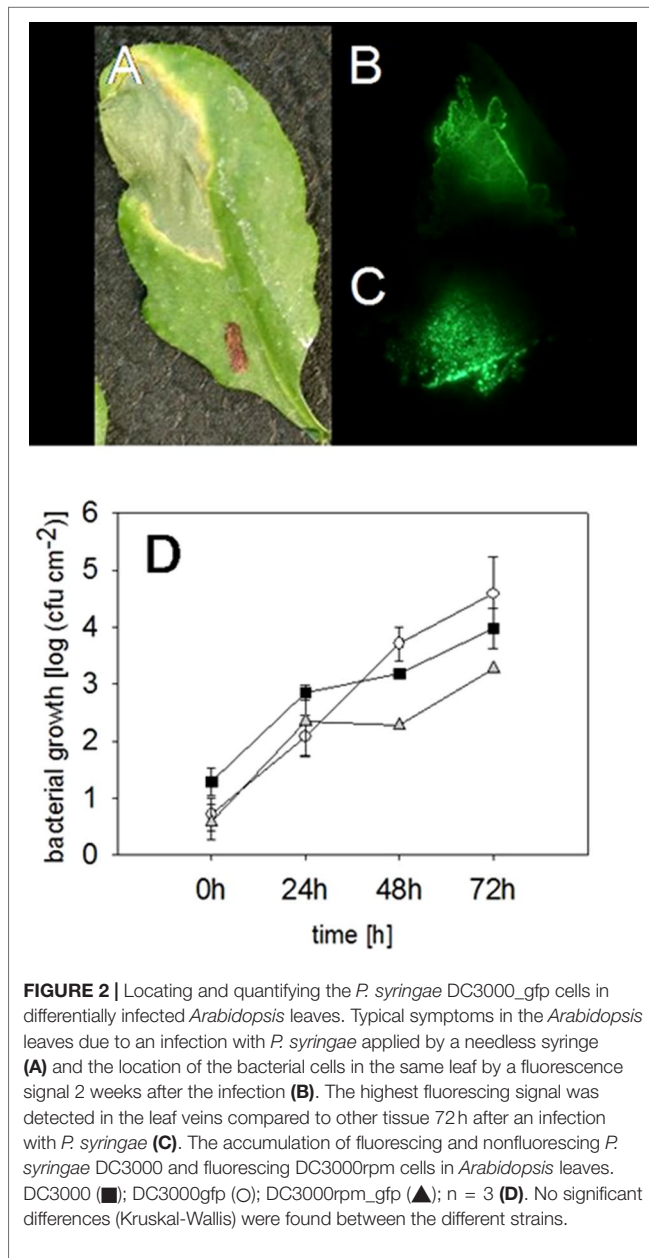 A
B
C
D
6
5
4
3
2
1
0
bacterial growth [log (cfu cm-2)]
0h 24h 48h 72h
time [h]
FIGURE 2 | Locating and quantifying the P. syringae DC3000_gfp cells in
differentially infected Arabidopsis leaves. Typical symptoms in the Arabidopsis
leaves due to an infection with P. syringae applied by a needless syringe
(A) and the location of the bacterial cells in the same leaf by a fluorescence
signal 2 weeks after the infection (B). The highest fluorescing signal was
detected in the leaf veins compared to other tissue 72 h after an infection
with P. syringae (C). The accumulation of fluorescing and nonfluorescing P.
syringae DC3000 and fluorescing DC3000rpm cells in Arabidopsis leaves.
DC3000 (■); DC3000gfp (○); DC3000rpm_gfp (▲); n = 3 (D). No significant
differences (Kruskal-Wallis) were found between the different strains.